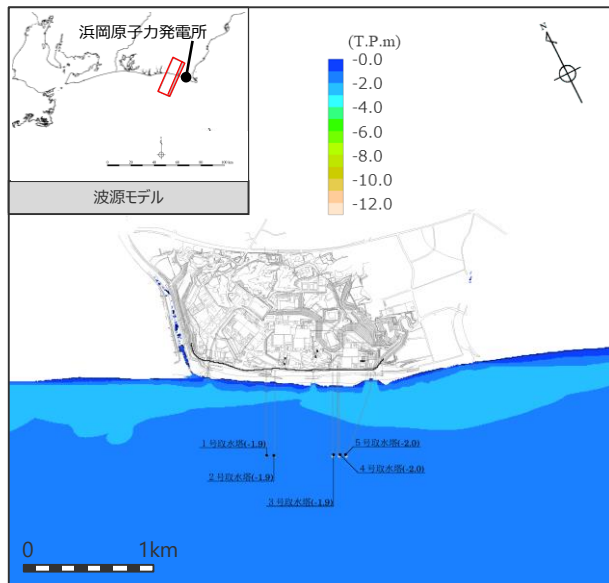 浜岡原子力発電所
波源モデル
(T.P.m)
-0.0
-2.0
-4.0
-6.0
-8.0
-10.0
-12.0
N
1号取水塔(-1.9)
2号取水塔(-1.9)
3号取水塔(-1.9)
5号取水塔(-2.0)
4号取水塔(-2.0)
0 1km